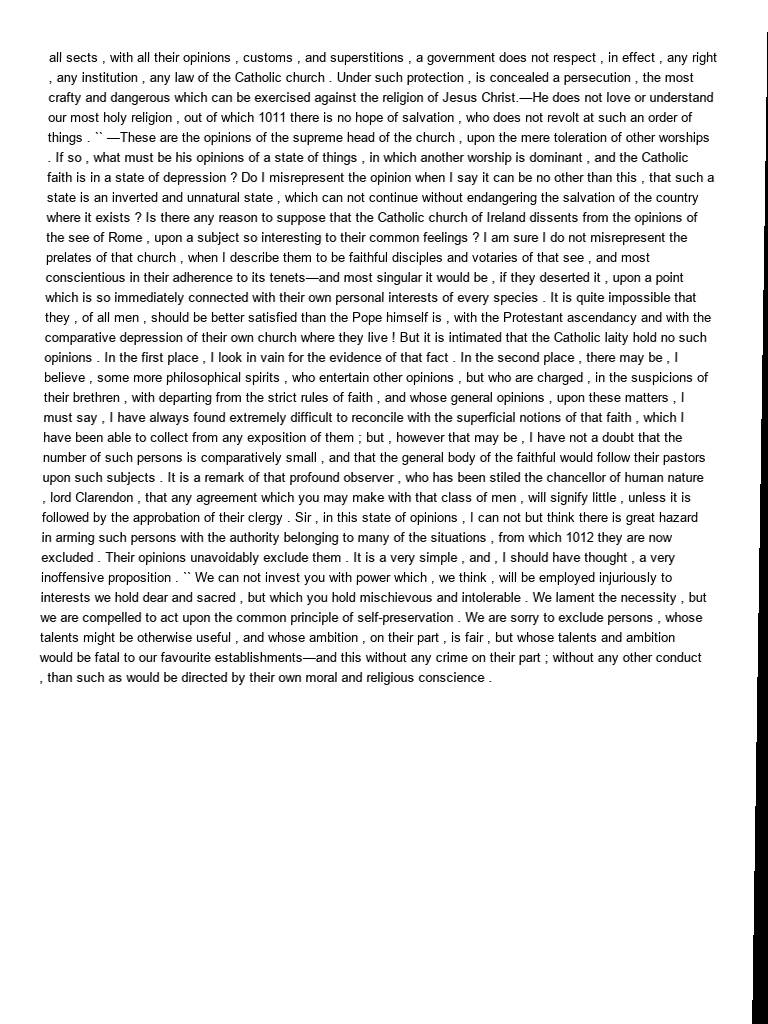 all sects , with all their opinions , customs , and superstitions , a government does not respect , in effect , any right
, any institution , any law of the Catholic church . Under such protection , is concealed a persecution , the most
crafty and dangerous which can be exercised against the religion of Jesus Christ.—He does not love or understand
our most holy religion , out of which 1011 there is no hope of salvation , who does not revolt at such an order of
things . `` —These are the opinions of the supreme head of the church , upon the mere toleration of other worships
. If so , what must be his opinions of a state of things , in which another worship is dominant , and the Catholic
faith is in a state of depression ? Do I misrepresent the opinion when I say it can be no other than this , that such a
state is an inverted and unnatural state , which can not continue without endangering the salvation of the country
where it exists ? Is there any reason to suppose that the Catholic church of Ireland dissents from the opinions of
the see of Rome , upon a subject so interesting to their common feelings ? I am sure I do not misrepresent the
prelates of that church , when I describe them to be faithful disciples and votaries of that see , and most
conscientious in their adherence to its tenets—and most singular it would be , if they deserted it , upon a point
which is so immediately connected with their own personal interests of every species . It is quite impossible that
they , of all men , should be better satisfied than the Pope himself is , with the Protestant ascendancy and with the
comparative depression of their own church where they live ! But it is intimated that the Catholic laity hold no such
opinions . In the first place , I look in vain for the evidence of that fact . In the second place , there may be , I
believe , some more philosophical spirits , who entertain other opinions , but who are charged , in the suspicions of
their brethren , with departing from the strict rules of faith , and whose general opinions , upon these matters , I
must say , I have always found extremely difficult to reconcile with the superficial notions of that faith , which I
have been able to collect from any exposition of them ; but , however that may be , I have not a doubt that the
number of such persons is comparatively small , and that the general body of the faithful would follow their pastors
upon such subjects . It is a remark of that profound observer , who has been stiled the chancellor of human nature
, lord Clarendon , that any agreement which you may make with that class of men , will signify little , unless it is
followed by the approbation of their clergy . Sir , in this state of opinions , I can not but think there is great hazard
in arming such persons with the authority belonging to many of the situations , from which 1012 they are now
excluded . Their opinions unavoidably exclude them . It is a very simple , and , I should have thought , a very
inoffensive proposition . `` We can not invest you with power which , we think , will be employed injuriously to
interests we hold dear and sacred , but which you hold mischievous and intolerable . We lament the necessity , but
we are compelled to act upon the common principle of self-preservation . We are sorry to exclude persons , whose
talents might be otherwise useful , and whose ambition , on their part , is fair , but whose talents and ambition
would be fatal to our favourite establishments—and this without any crime on their part ; without any other conduct
, than such as would be directed by their own moral and religious conscience .